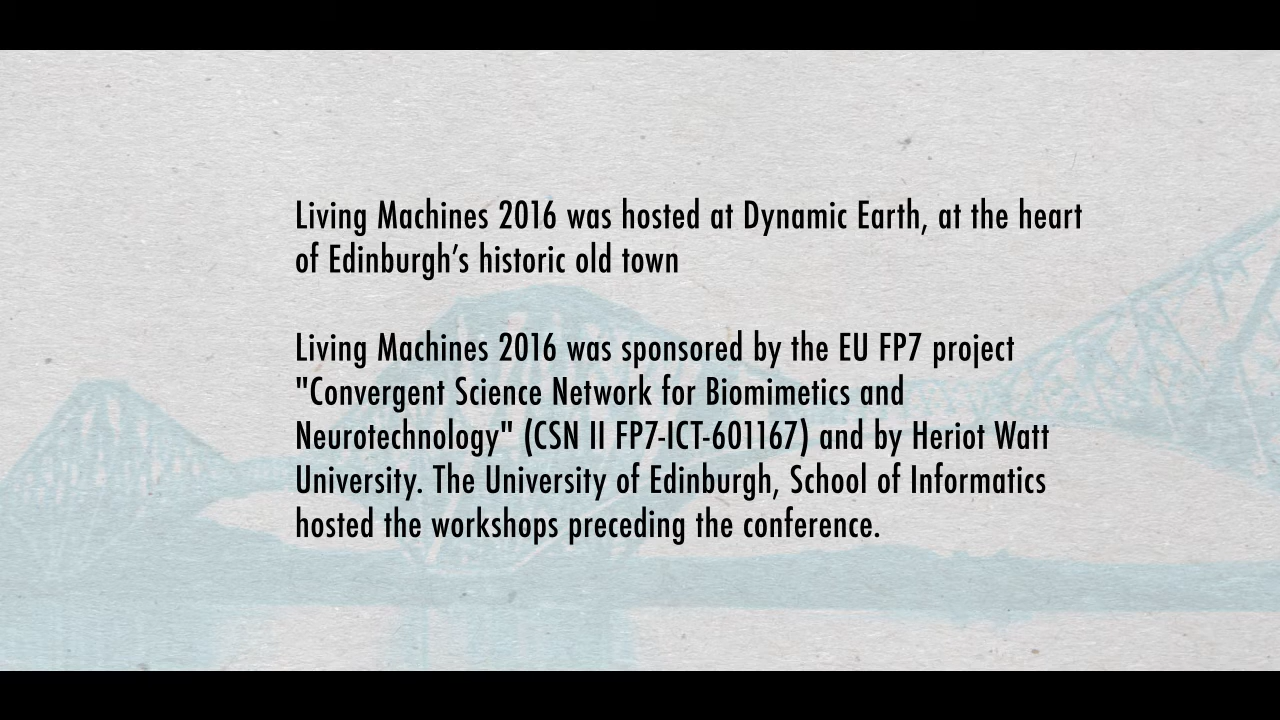 Living Machines 2016 was hosted at Dynamic Earth, at the heart
of Edinburgh’s historic old town
Living Machines 2016 was sponsored by the EU FP7 project
"Convergent Science Network for Biomimetics and
Neurotechnology" (CSN II FP7-ICT-601167) and by Heriot Watt
University. The University of Edinburgh, School of Informatics
hosted the workshops preceding the conference.